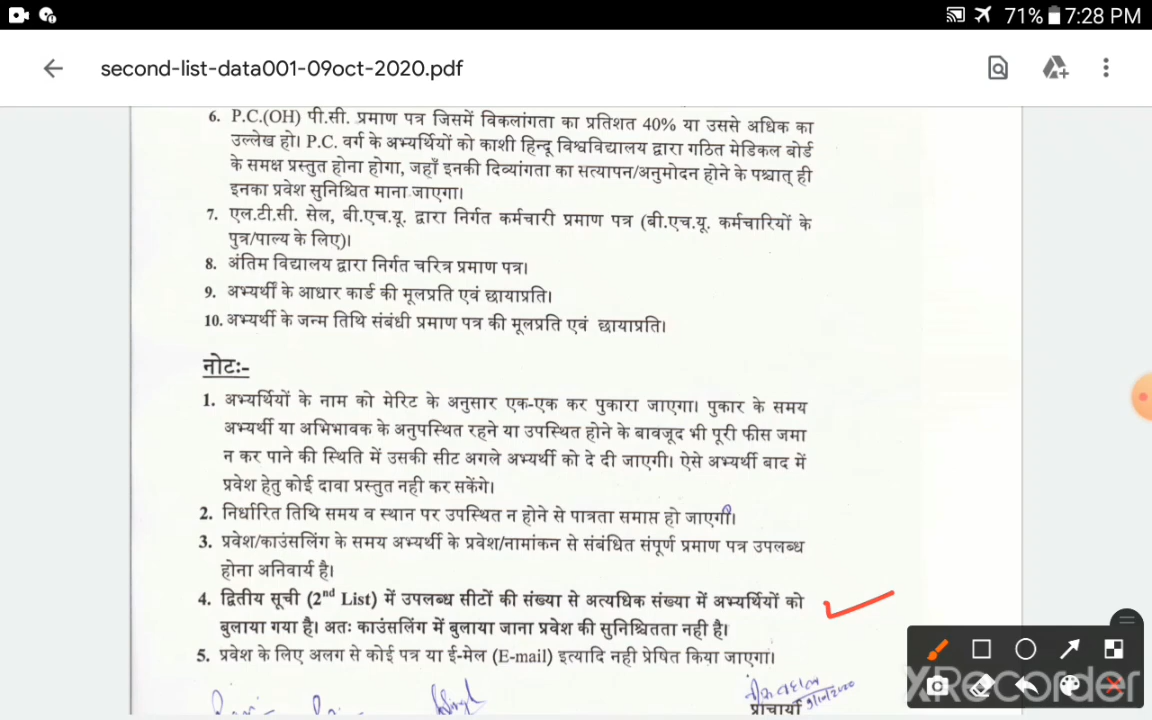 71% 7:28 PM
second-list-data001-09oct-2020.pdf
6. P.C.(OH) पी.सी. प्रमाण पत्र जिसमें विकलांगता का प्रतिशत 40% या उससे अधिक का
उल्लेख हो। P.C. वर्ग के अभ्यर्थियों को काशी हिन्दू विश्वविद्यालय द्वारा गठित मेडिकल बोर्ड
के समक्ष प्रस्तुत होना होगा, जहाँ इनकी दिव्यांगता का सत्यापन/अनुमोदन होने के पश्चात् ही
इनका प्रवेश सुनिश्चित माना जाएगा।
7. एल.टी.सी. सेल, बी.एच.यू. द्वारा निर्गत कर्मचारी प्रमाण पत्र (बी.एच.यू. कर्मचारियों के
पुत्र/पाल्य के लिए)।
8. अंतिम विद्यालय द्वारा निर्गत चरित्र प्रमाण पत्र।
9. अभ्यर्थी के आधार कार्ड की मूलप्रति एवं छायाप्रति।
10. अभ्यर्थी के जन्म तिथि संबंधी प्रमाण पत्र की मूलप्रति एवं छायाप्रति।
नोटः-
1. अभ्यर्थियों के नाम को मेरिट के अनुसार एक-एक कर पुकारा जाएगा। पुकार के समय
अभ्यर्थी या अभिभावक के अनुपस्थित रहने या उपस्थित होने के बावजूद भी पूरी फीस जमा
न कर पाने की स्थिति में उसकी सीट अगले अभ्यर्थी को दे दी जाएगी। ऐसे अभ्यर्थी बाद में
प्रवेश हेतु कोई दावा प्रस्तुत नही कर सकेंगे।
2. निर्धारित तिथि समय व स्थान पर उपस्थित न होने से पात्रता समाप्त हो जाएगी।
3. प्रवेश/काउंसलिंग के समय अभ्यर्थी के प्रवेश/नामांकन से संबंधित संपूर्ण प्रमाण पत्र उपलब्ध
होना अनिवार्य है।
4. द्वितीय सूची (2nd List) में उपलब्ध सीटों की संख्या से अत्यधिक संख्या में अभ्यर्थियों को
बुलाया गया है। अतः काउंसलिंग में बुलाया जाना प्रवेश की सुनिश्चितता नही है।
5. प्रवेश के लिए अलग से कोई पत्र या ई-मेल (E-mail) इत्यादि नही प्रेषित किया जाएगा।
प्राचार्या
XRecorder